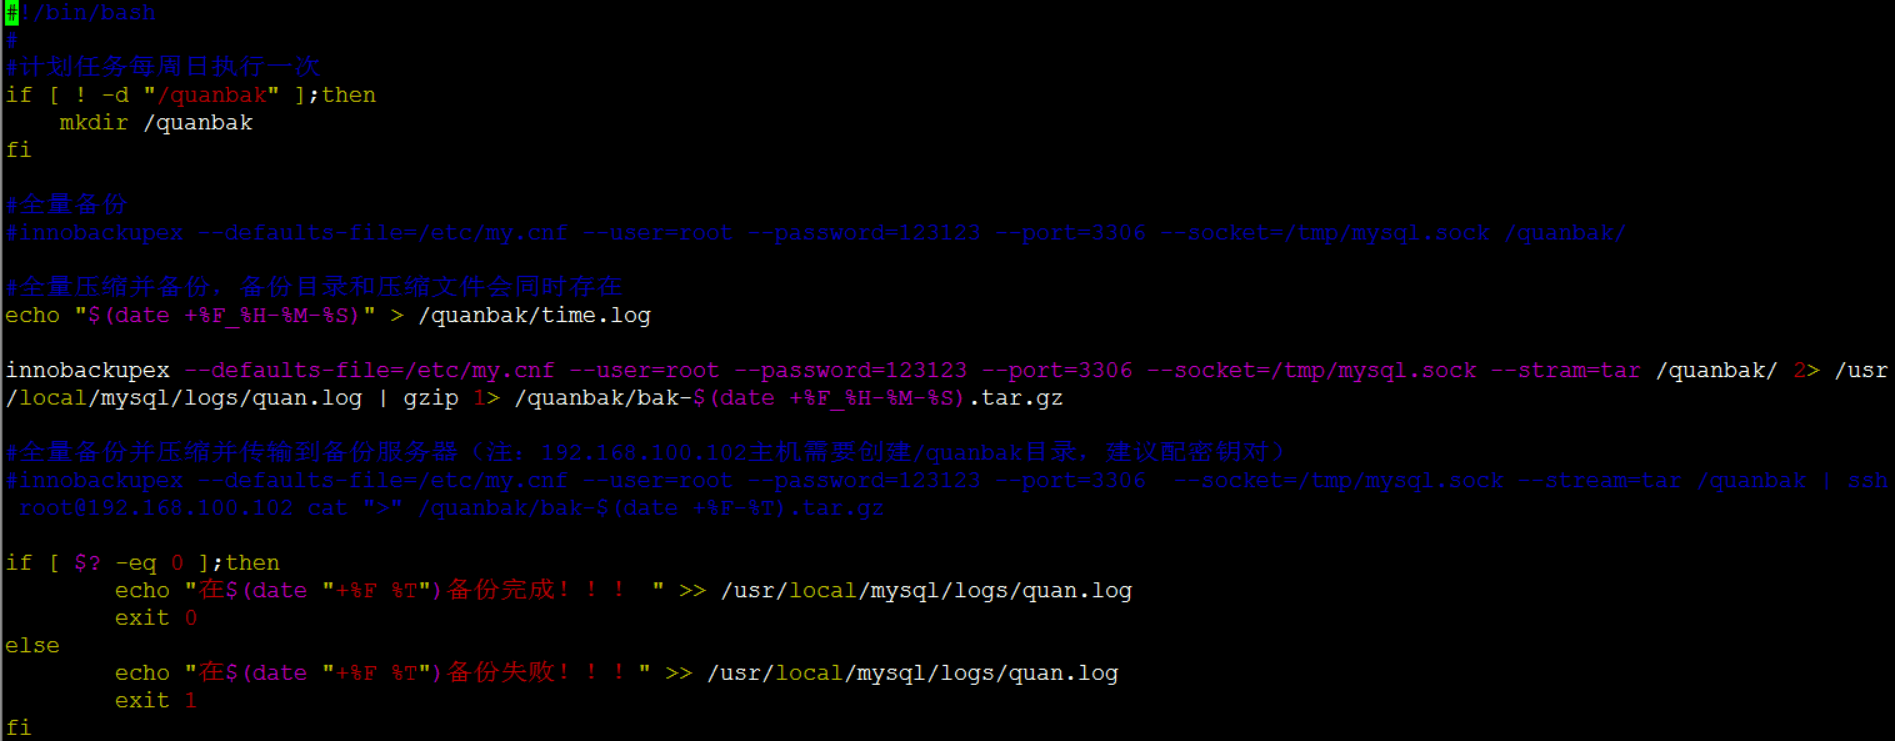 #!/bin/bash
#
#计划任务每周日执行一次
if [ ! -d "/quanbak" ];then
    mkdir /quanbak
fi
#全量备份
#innobackupex --defaults-file=/etc/my.cnf --user=root --password=123123 --port=3306 --socket=/tmp/mysql.sock /quanbak/
#全量压缩并备份，备份目录和压缩文件会同时存在
echo "$(date +%F_%H-%M-%S)" > /quanbak/time.log
innobackupex --defaults-file=/etc/my.cnf --user=root --password=123123 --port=3306 --socket=/tmp/mysql.sock --stram=tar /quanbak/ 2> /usr
/local/mysql/logs/quan.log | gzip 1> /quanbak/bak-$(date +%F_%H-%M-%S).tar.gz
#全量备份并压缩并传输到备份服务器（注：192.168.100.102主机需要创建/quanbak目录，建议配密钥对）
#innobackupex --defaults-file=/etc/my.cnf --user=root --password=123123 --port=3306  --socket=/tmp/mysql.sock --stream=tar /quanbak | ssh
 root@192.168.100.102 cat ">" /quanbak/bak-$(date +%F-%T).tar.gz
if [ $? -eq 0 ];then
        echo "在$(date "+%F %T")备份完成！！！ " >> /usr/local/mysql/logs/quan.log
        exit 0
else
        echo "在$(date "+%F %T")备份失败！！！" >> /usr/local/mysql/logs/quan.log
        exit 1
fi